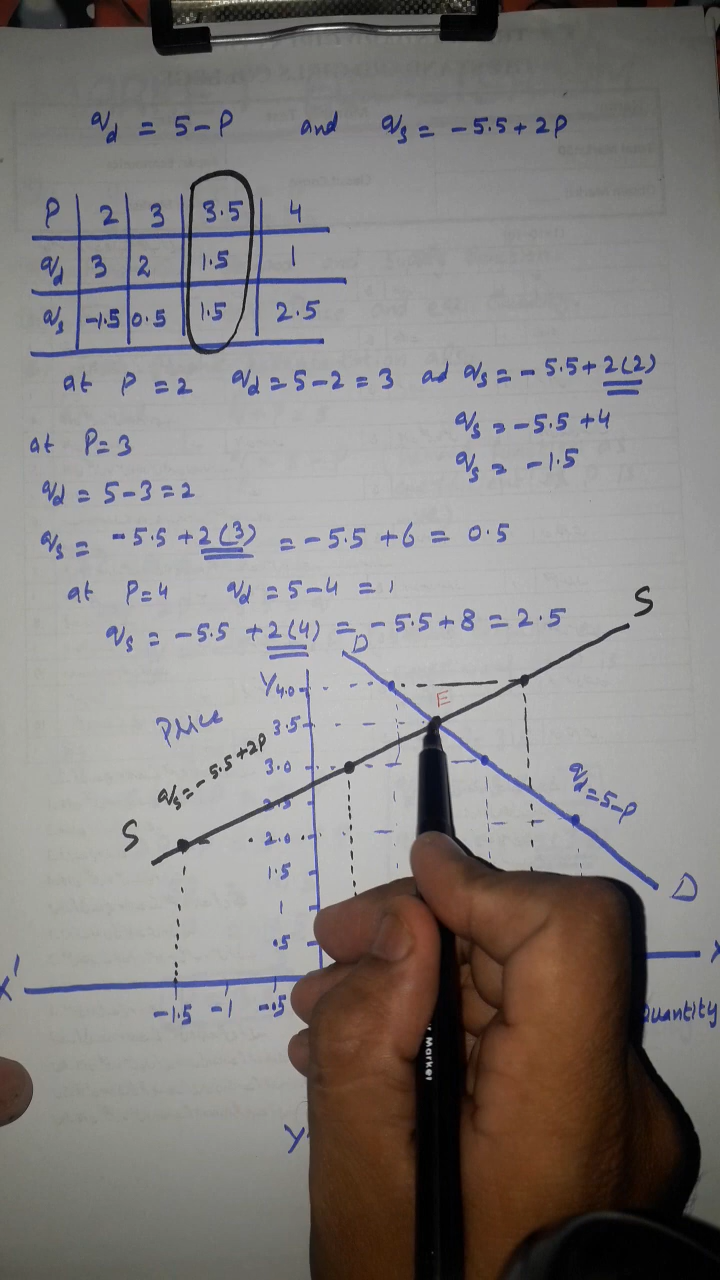 qd = 5-P and qs = -5.5+2P
P 2 3 3.5 4
qd 3 2 1.5 1
qs -1.5 0.5 1.5 2.5
at P = 2 qd = 5-2 = 3 ad qs = -5.5+2(2)
qs = -5.5+4
qs = -1.5
at P=3
qd = 5-3 = 2
qs = -5.5+2(3) = -5.5+6 = 0.5
at P=4 qd = 5-4 = 1
qs = -5.5+2(4) = -5.5+8 = 2.5
S
D
Y 4.0
E
Price
3.5
qs=-5.5+2P
3.0
qd=5-P
2.5
S
2.0
1.5
D
1
.5
X'
X
-1.5 -1 -.5
Quantity
Marker
Y'